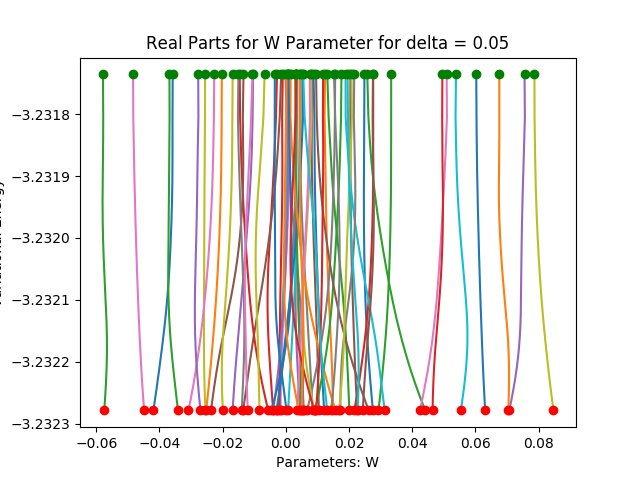 Real Parts for W Parameter for delta = 0.05
−3.2318
−3.2319
−3.2320
−3.2321
−3.2322
−3.2323
−0.06 −0.04 −0.02 0.00 0.02 0.04 0.06 0.08
Parameters: W